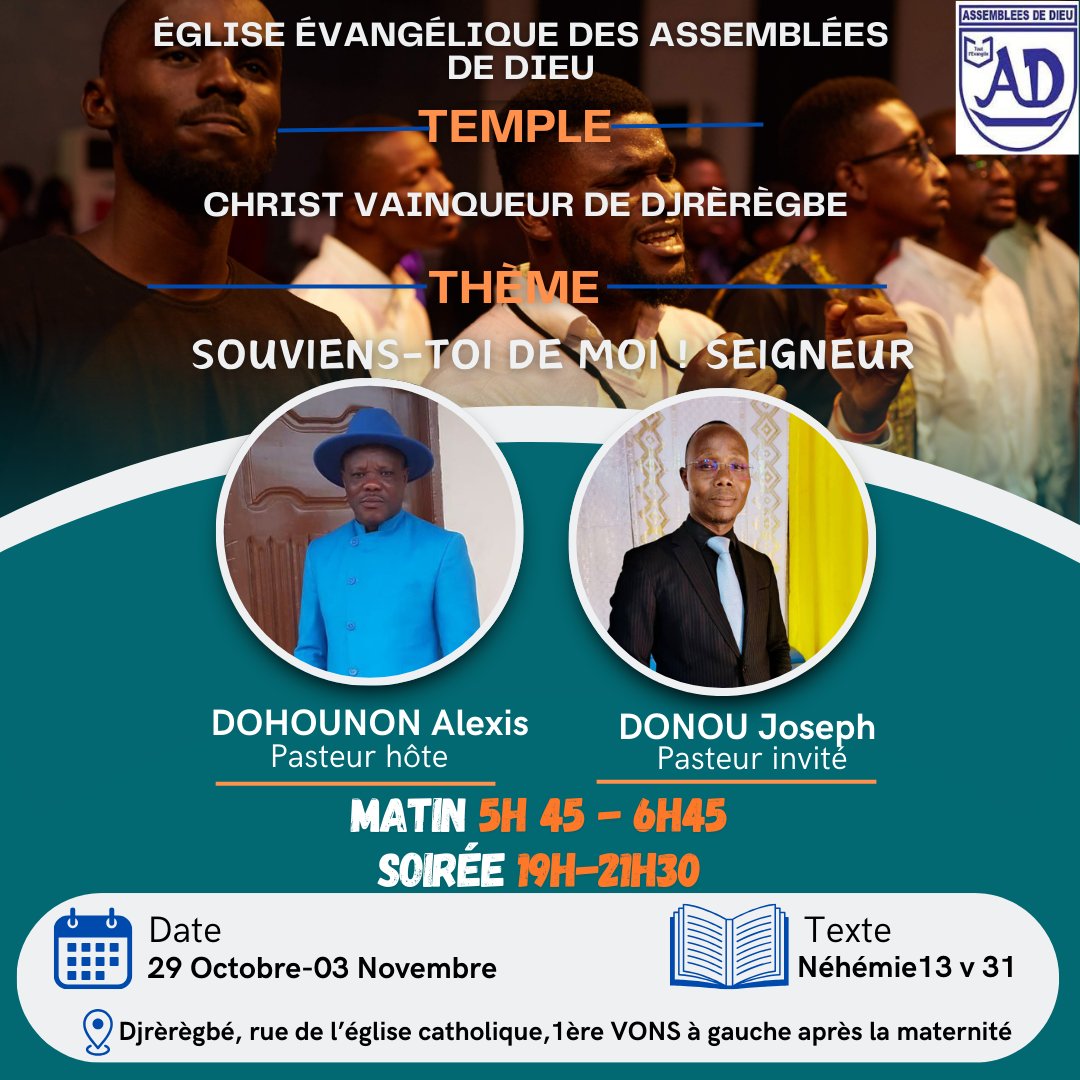 ÉGLISE ÉVANGÉLIQUE DES ASSEMBLÉES
DE DIEU
ASSEMBLEES DE DIEU
Tout
l'Evangile
AD
TEMPLE
CHRIST VAINQUEUR DE DJRÈRÈGBE
THÈME
SOUVIENS-TOI DE MOI ! SEIGNEUR
DOHOUNON Alexis
Pasteur hôte
DONOU Joseph
Pasteur invité
MATIN 5H 45 - 6H45
SOIRÉE 19H-21H30
Date
29 Octobre-03 Novembre
Texte
Néhémie13 v 31
Djrèrègbé, rue de l'église catholique,1ère VONS à gauche après la maternité